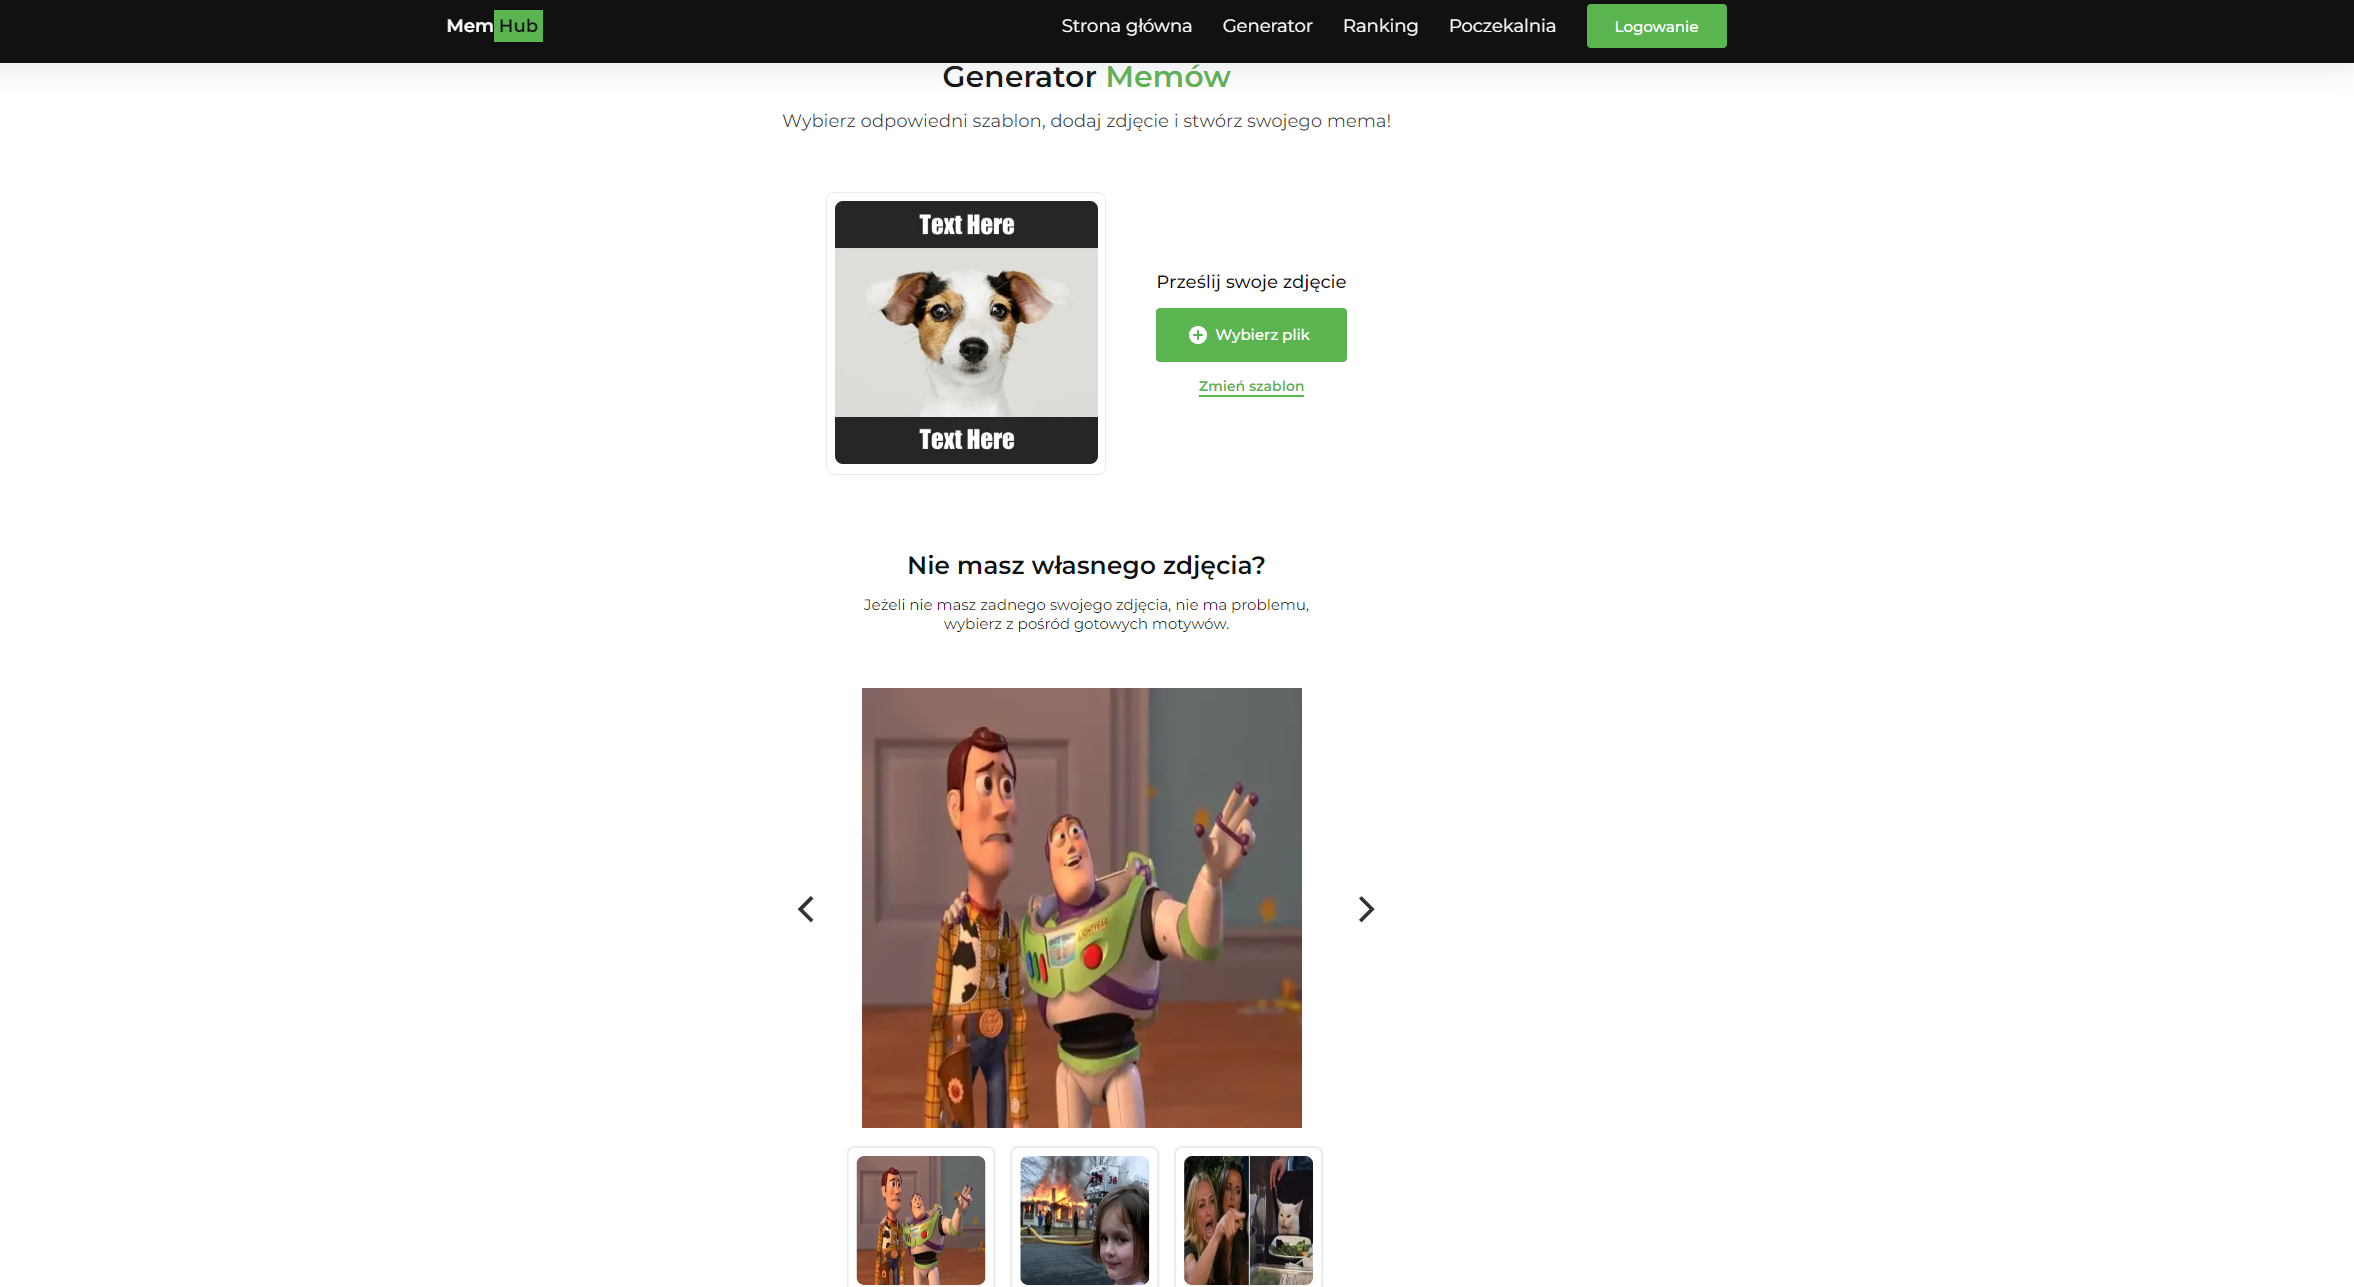 MemHub
Strona główna
Generator
Ranking
Poczekalnia
Logowanie
Generator Memów
Wybierz odpowiedni szablon, dodaj zdjęcie i stwórz swojego mema!
Text Here
Text Here
Prześlij swoje zdjęcie
Wybierz plik
Zmień szablon
Nie masz własnego zdjęcia?
Jeżeli nie masz zadnego swojego zdjęcia, nie ma problemu,
wybierz z pośród gotowych motywów.
LIGHTYEAR
38